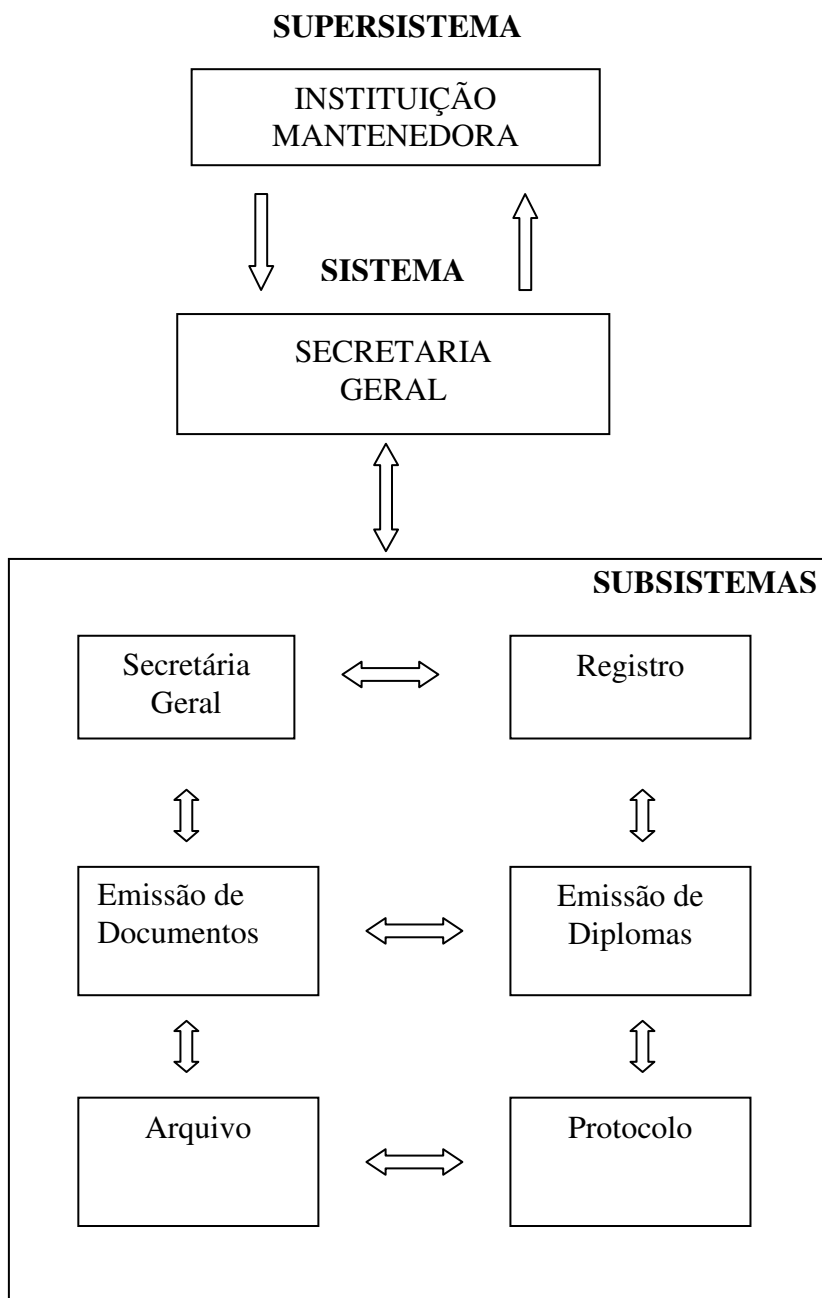 SUPERSISTEMA
INSTITUIÇÃO
MANTENEDORA
SISTEMA
SECRETARIA
GERAL
SUBSISTEMAS
Secretária
Geral
Registro
Emissão de
Documentos
Emissão de
Diplomas
Arquivo
Protocolo